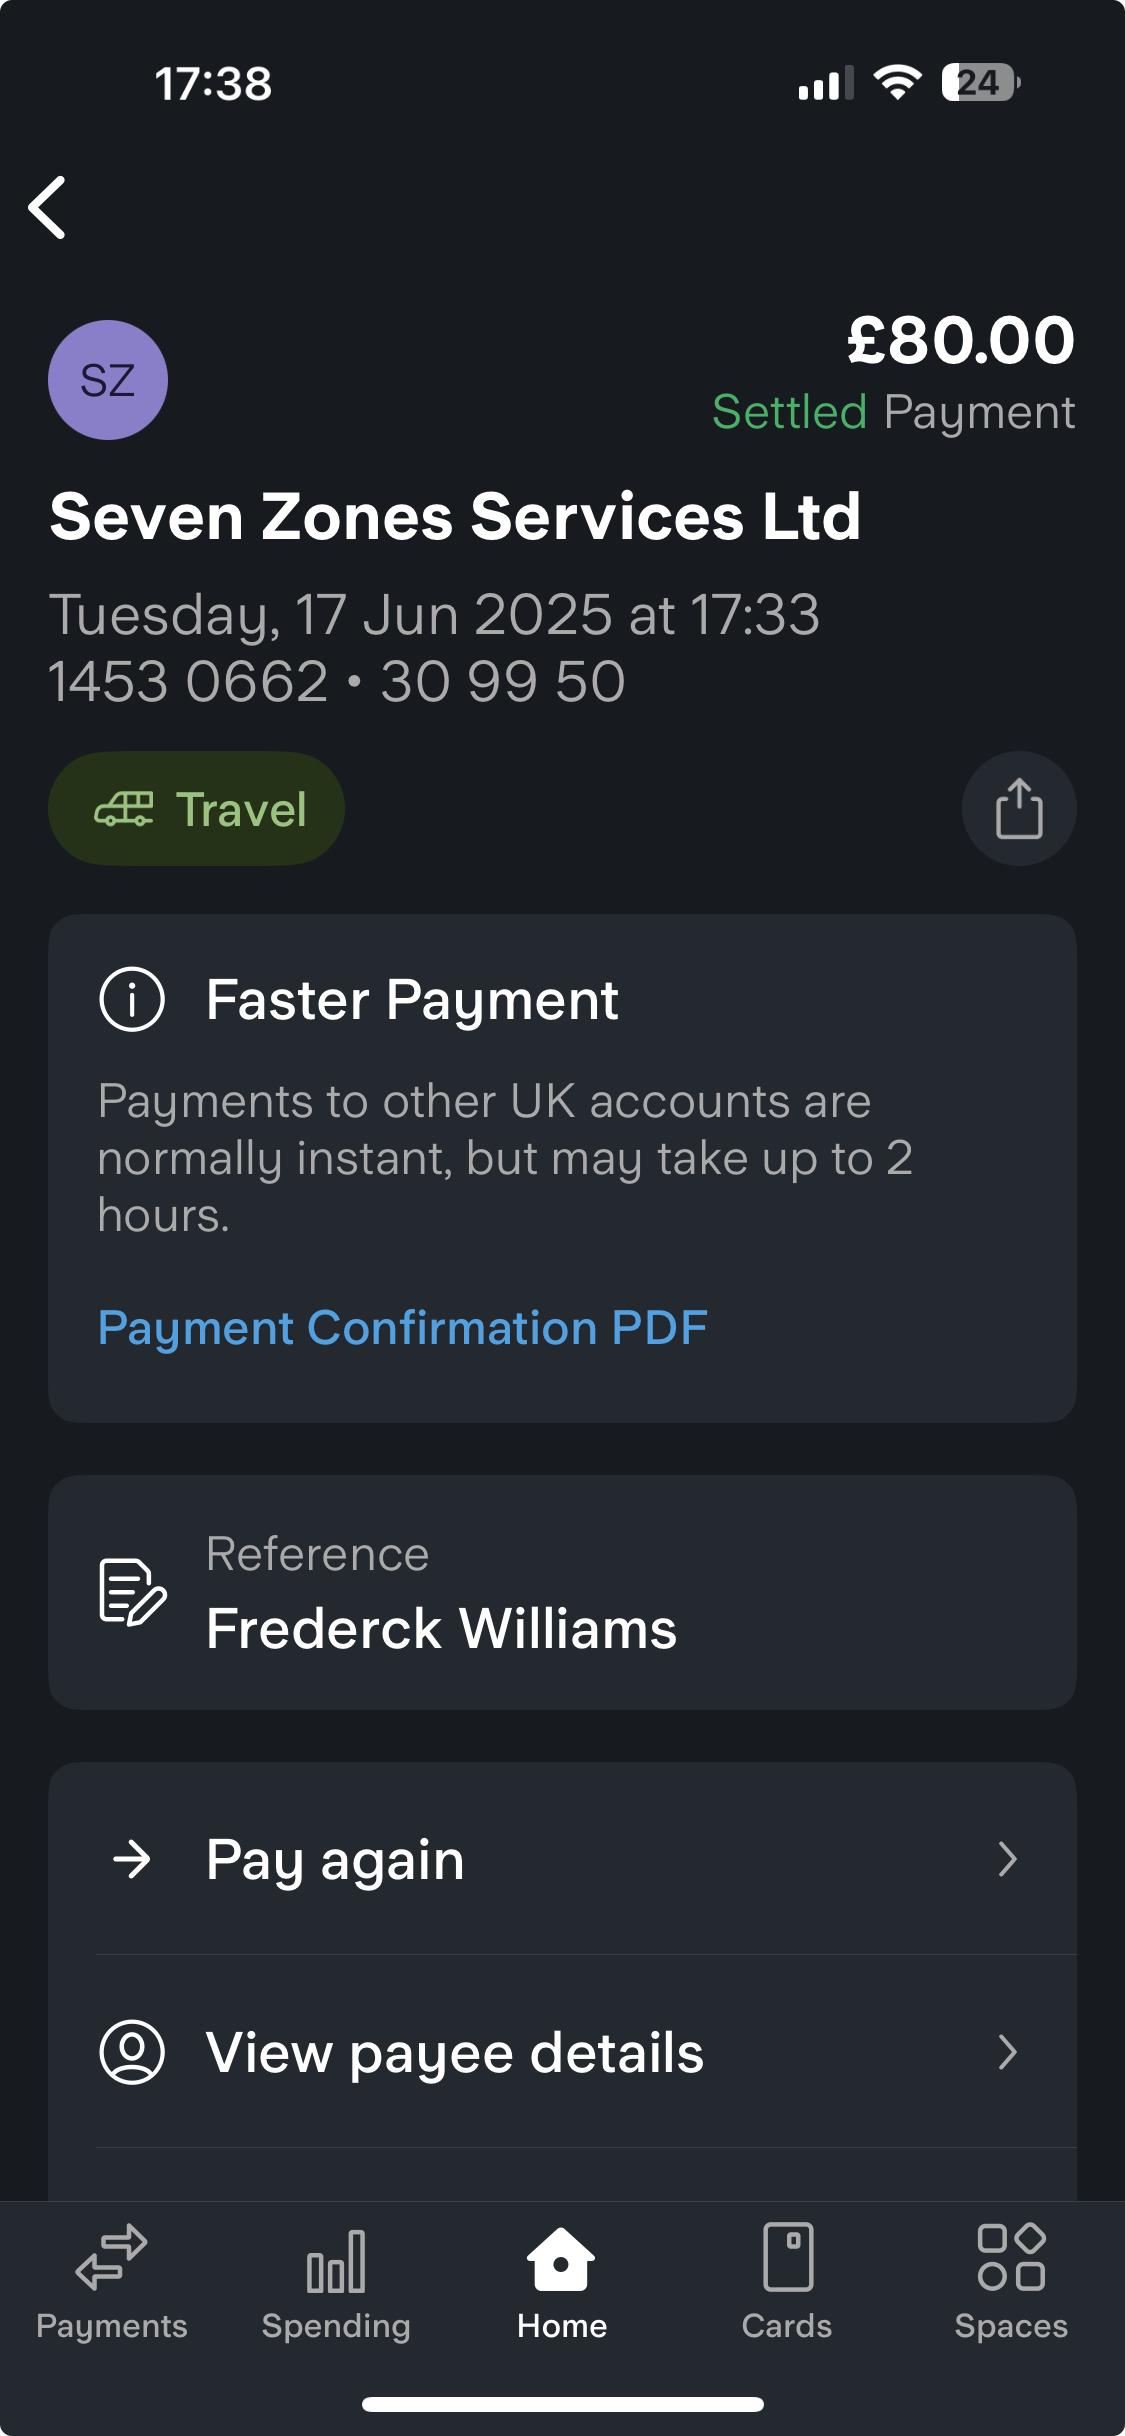 17:38
24
SZ
£80.00
Settled Payment
Seven Zones Services Ltd
Tuesday, 17 Jun 2025 at 17:33
1453 0662 • 30 99 50
Travel
Faster Payment
Payments to other UK accounts are
normally instant, but may take up to 2
hours.
Payment Confirmation PDF
Reference
Frederck Williams
Pay again
View payee details
Payments
Spending
Home
Cards
Spaces